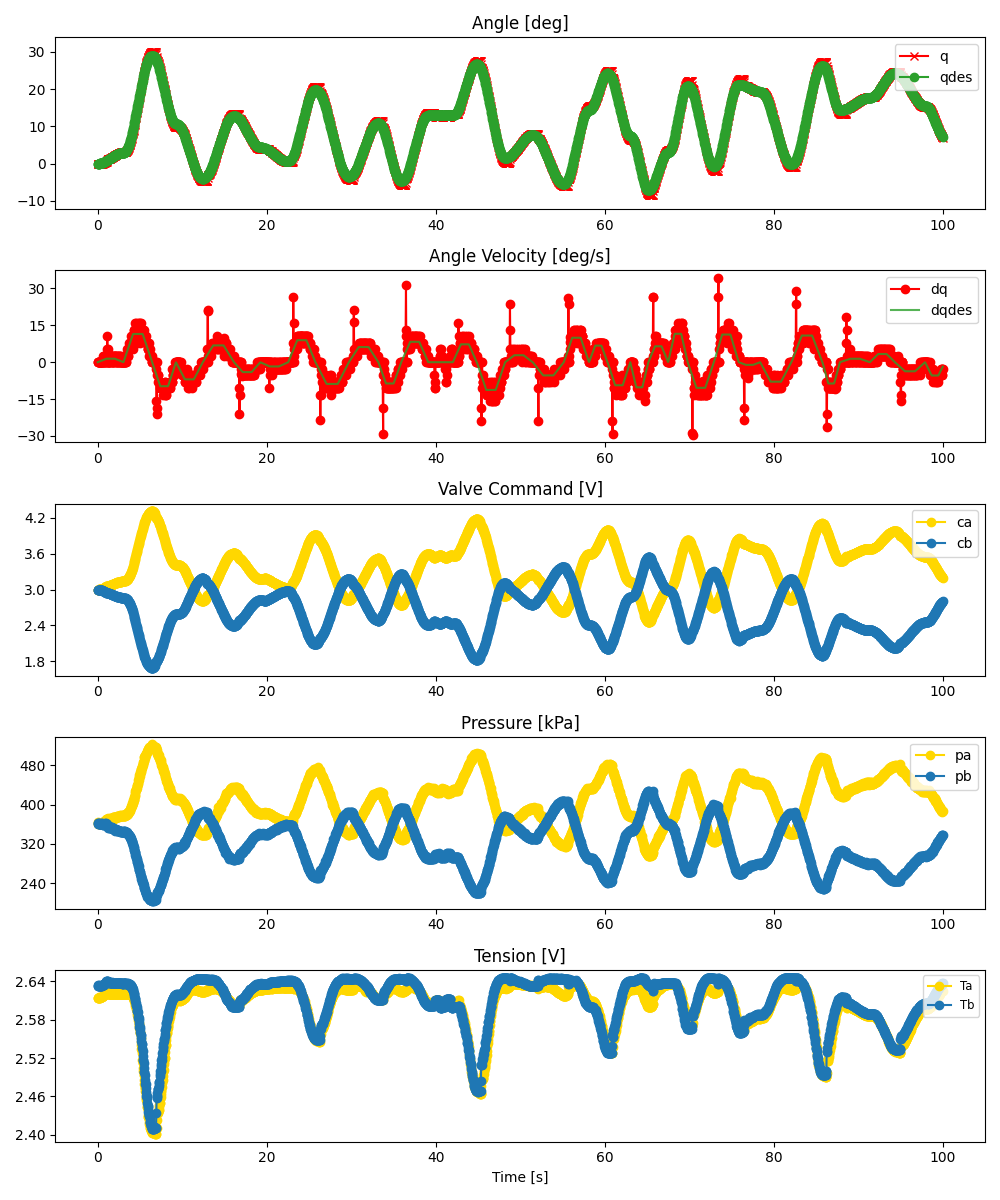 Angle [deg]
30
20
10
0
−10
q
qdes
0 20 40 60 80 100
Angle Velocity [deg/s]
30
15
0
−15
−30
dq
dqdes
0 20 40 60 80 100
Valve Command [V]
4.2
3.6
3.0
2.4
1.8
ca
cb
0 20 40 60 80 100
Pressure [kPa]
480
400
320
240
pa
pb
0 20 40 60 80 100
Tension [V]
2.64
2.58
2.52
2.46
2.40
Ta
Tb
0 20 40 60 80 100
Time [s]